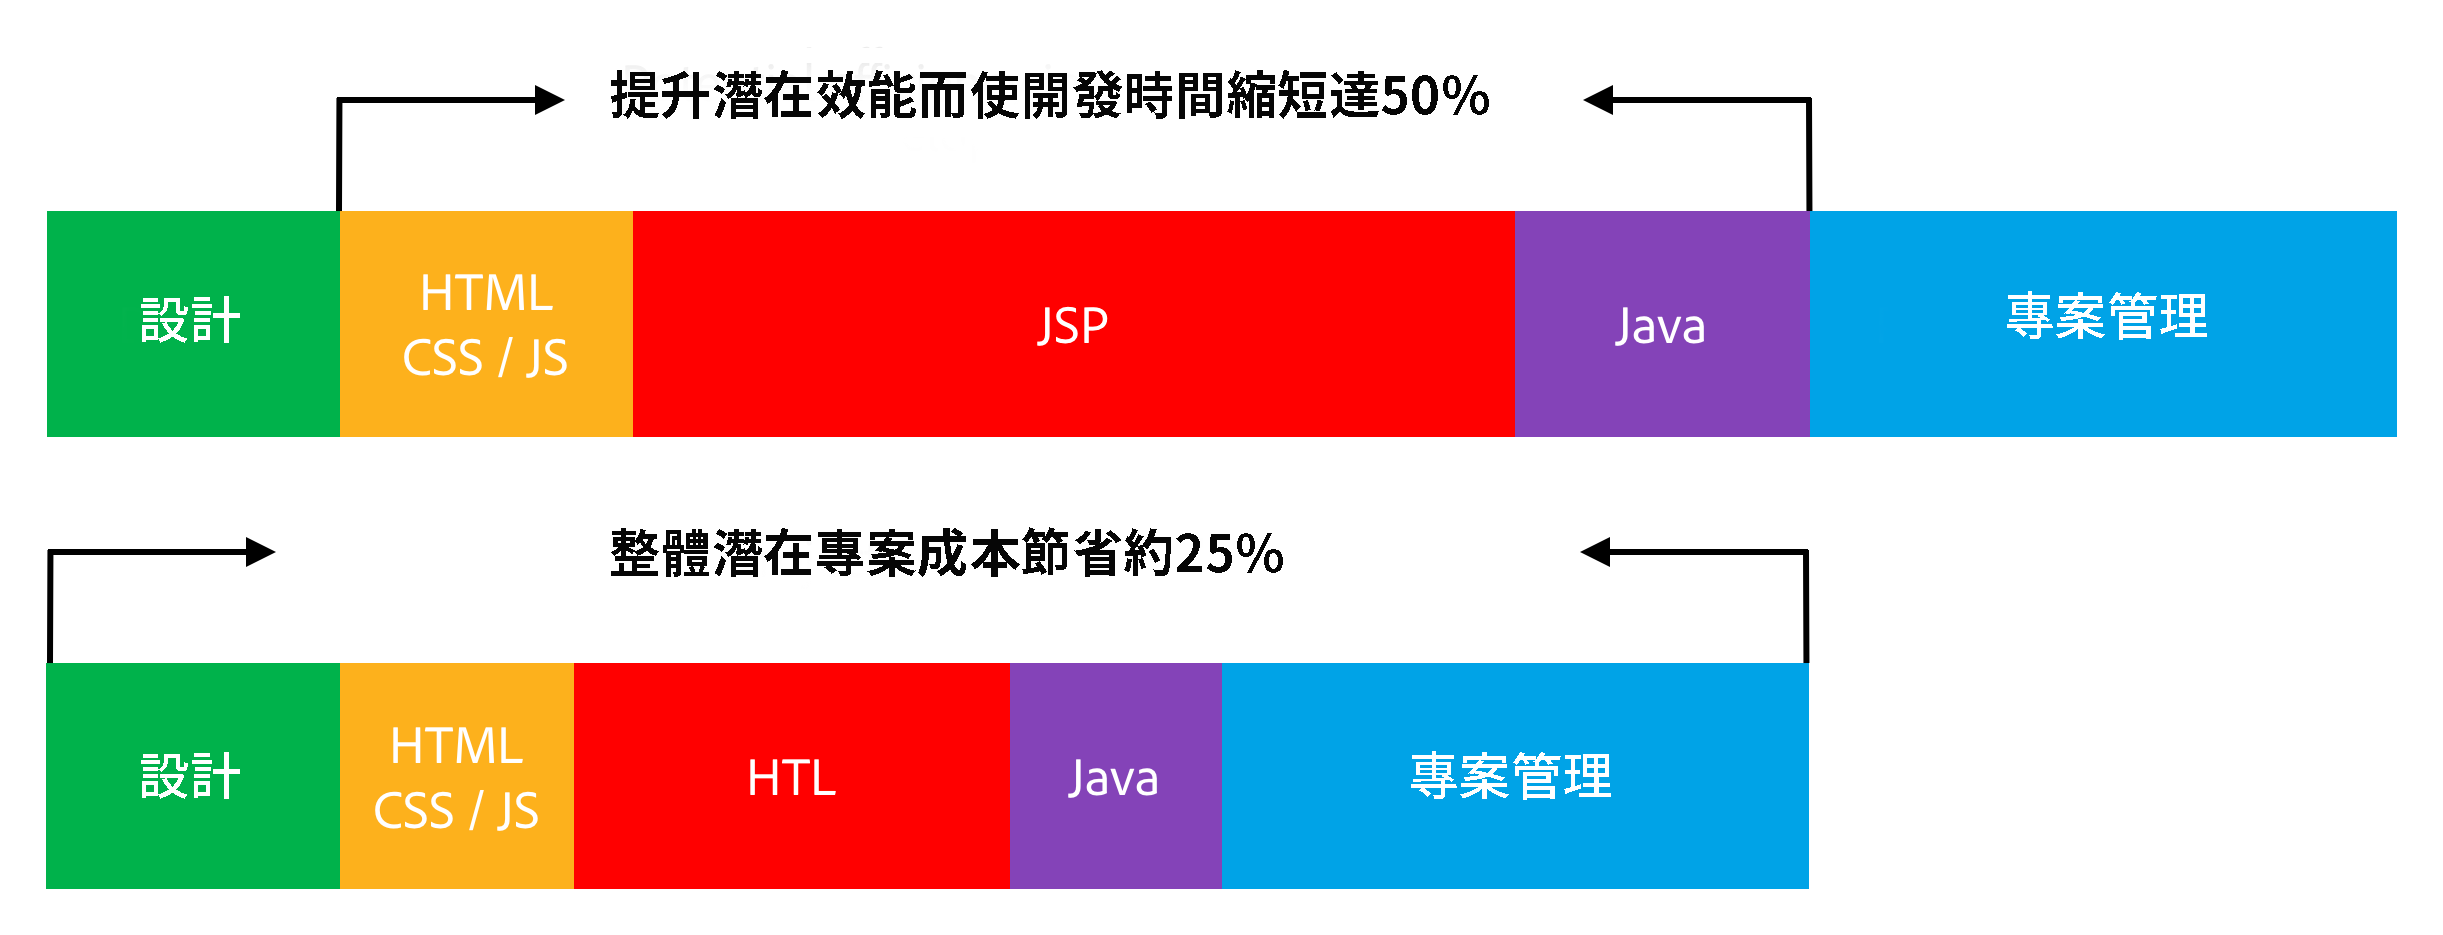 提升潛在效能而使開發時間縮短達50%
設計
HTML
CSS / JS
JSP
Java
專案管理
整體潛在專案成本節省約25%
設計
HTML
CSS / JS
HTL
Java
專案管理